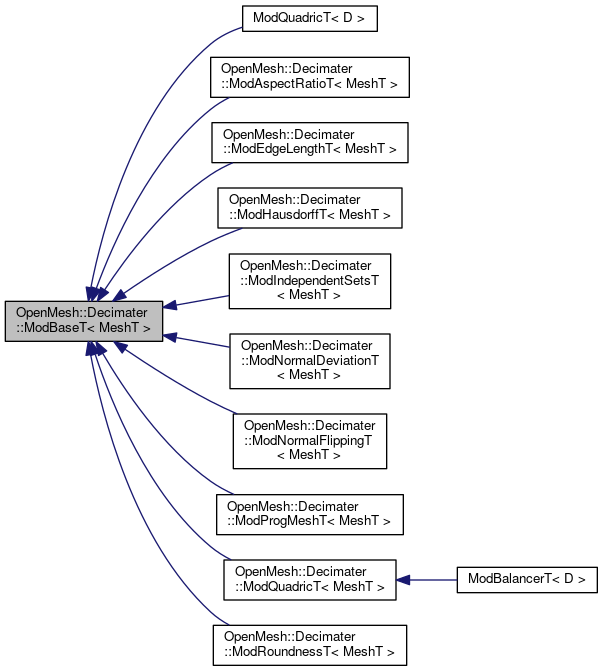 ModQuadricT< D >
OpenMesh::Decimater
::ModAspectRatioT< MeshT >
OpenMesh::Decimater
::ModEdgeLengthT< MeshT >
OpenMesh::Decimater
::ModHausdorffT< MeshT >
OpenMesh::Decimater
::ModIndependentSetsT
< MeshT >
OpenMesh::Decimater
::ModBaseT< MeshT >
OpenMesh::Decimater
::ModNormalDeviationT
< MeshT >
OpenMesh::Decimater
::ModNormalFlippingT
< MeshT >
OpenMesh::Decimater
::ModProgMeshT< MeshT >
OpenMesh::Decimater
::ModQuadricT< MeshT >
ModBalancerT< D >
OpenMesh::Decimater
::ModRoundnessT< MeshT >